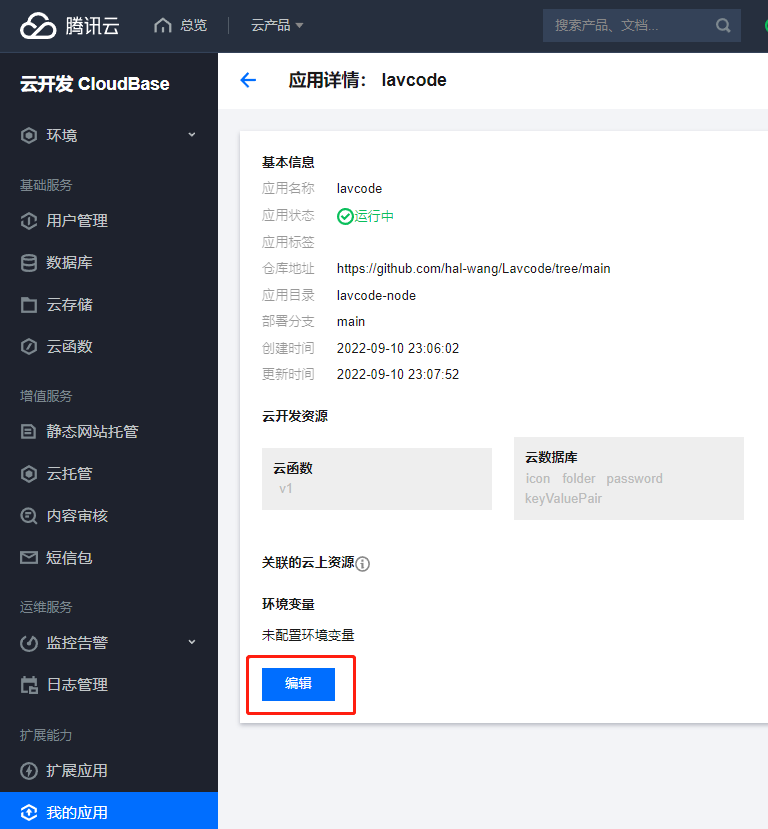 腾讯云
总览
云产品
搜索产品、文档...
云开发 CloudBase
环境
基础服务
用户管理
数据库
云存储
云函数
增值服务
静态网站托管
云托管
内容审核
短信包
运维服务
监控告警
日志管理
扩展能力
扩展应用
我的应用
应用详情: lavcode
基本信息
应用名称 lavcode
应用状态 运行中
应用标签
仓库地址 https://github.com/hal-wang/Lavcode/tree/main
应用目录 lavcode-node
部署分支 main
创建时间 2022-09-10 23:06:02
更新时间 2022-09-10 23:07:52
云开发资源
云函数
v1
云数据库
icon folder password
keyValuePair
关联的云上资源
环境变量
未配置环境变量
编辑